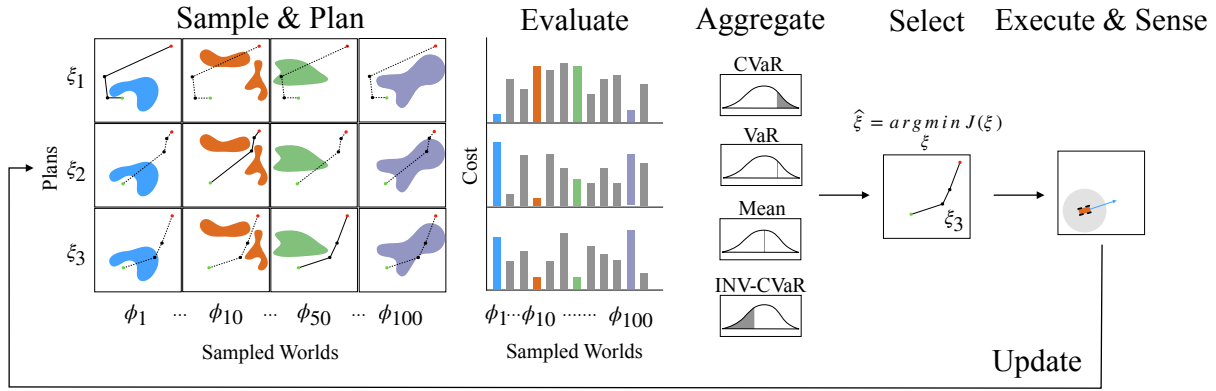 Sample & Plan
Evaluate
Aggregate
Select
Execute & Sense
Plans
ξ1
ξ2
ξ3
ϕ1 ... ϕ10 ... ϕ50 ... ϕ100
Sampled Worlds
Cost
ϕ1...ϕ10 ....... ϕ100
Sampled Worlds
CVaR
VaR
Mean
INV-CVaR
ξ̂ = argmin J(ξ)
ξ
ξ3
Update